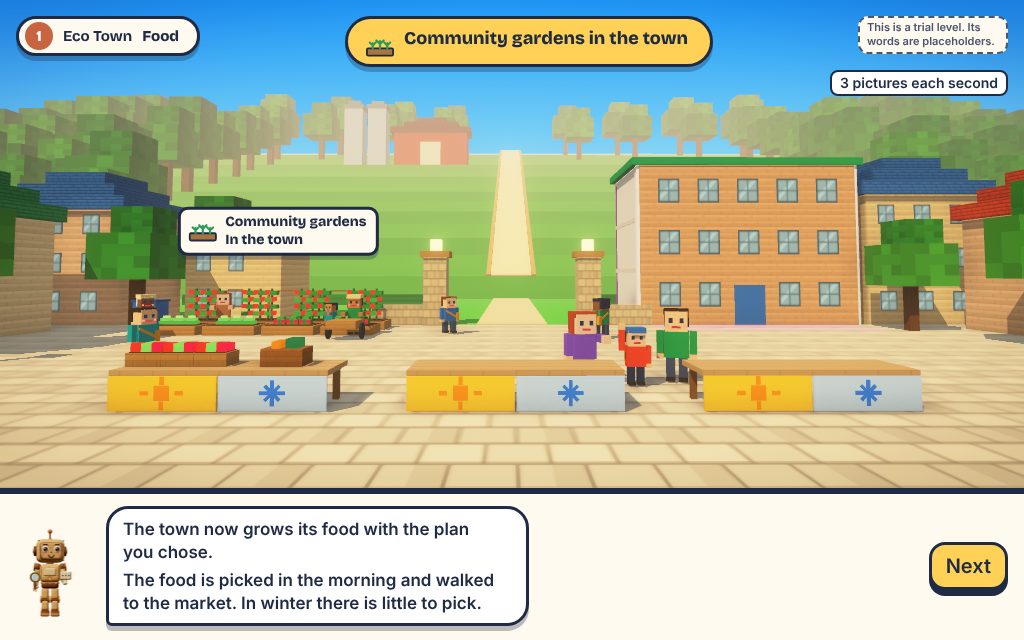 1 Eco Town Food
Community gardens in the town
This is a trial level. Its
words are placeholders.
3 pictures each second
Community gardens
In the town
The town now grows its food with the plan
you chose.
The food is picked in the morning and walked
to the market. In winter there is little to pick.
Next